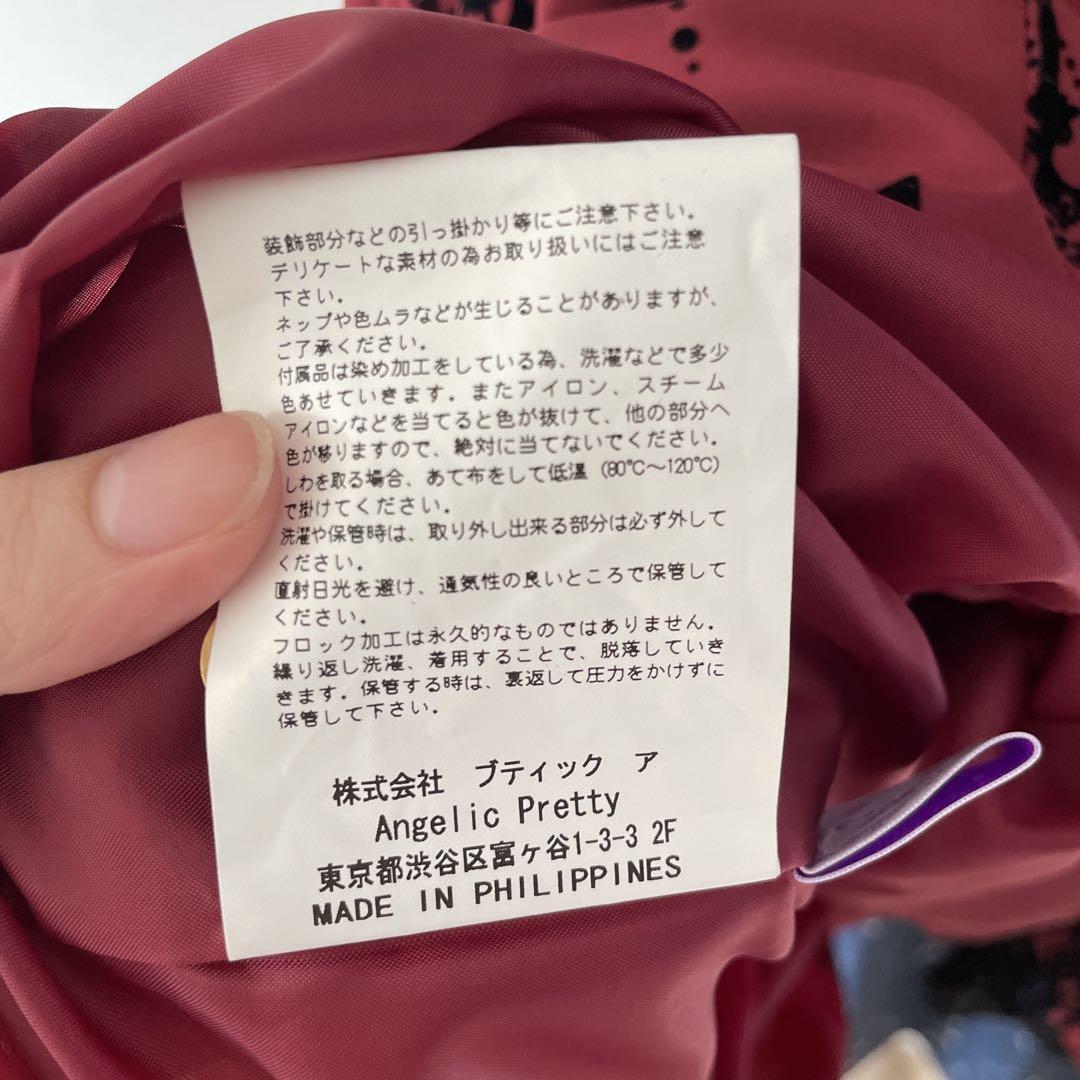 装飾部分などの引っ掛かり等にご注意下さい。
デリケートな素材の為お取り扱いにはご注意
下さい。
ネップや色ムラなどが生じることがありますが、
ご了承ください。
付属品は染め加工をしている為、洗濯などで多少
色あせていきます。またアイロン、スチーム
アイロンなどを当てると色が抜けて、他の部分へ
色が移りますので、絶対に当てないでください。
しわを取る場合、あて布をして低温(80℃〜120℃)
で掛けてください。
洗濯や保管時は、取り外し出来る部分は必ず外して
ください。
直射日光を避け、通気性の良いところで保管して
ください。
フロック加工は永久的なものではありません。
繰り返し洗濯、着用することで、脱落していき
きます。保管する時は、裏返して圧力をかけずに
保管して下さい。
株式会社 ブティック ア
Angelic Pretty
東京都渋谷区富ヶ谷1-3-3 2F
MADE IN PHILIPPINES